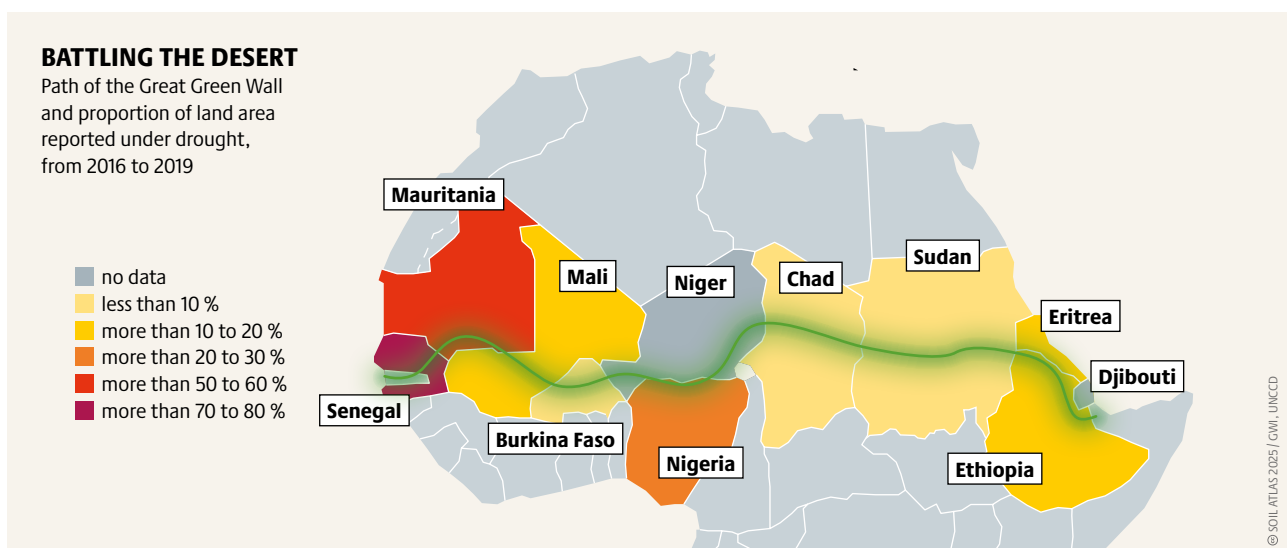 BATTLING THE DESERT
Path of the Great Green Wall
and proportion of land area
reported under drought,
from 2016 to 2019
no data
less than 10 %
more than 10 to 20 %
more than 20 to 30 %
more than 50 to 60 %
more than 70 to 80 %
Mauritania
Mali
Niger
Chad
Sudan
Eritrea
Djibouti
Senegal
Burkina Faso
Nigeria
Ethiopia
SOIL ATLAS 2025 / GWI, UNCCD